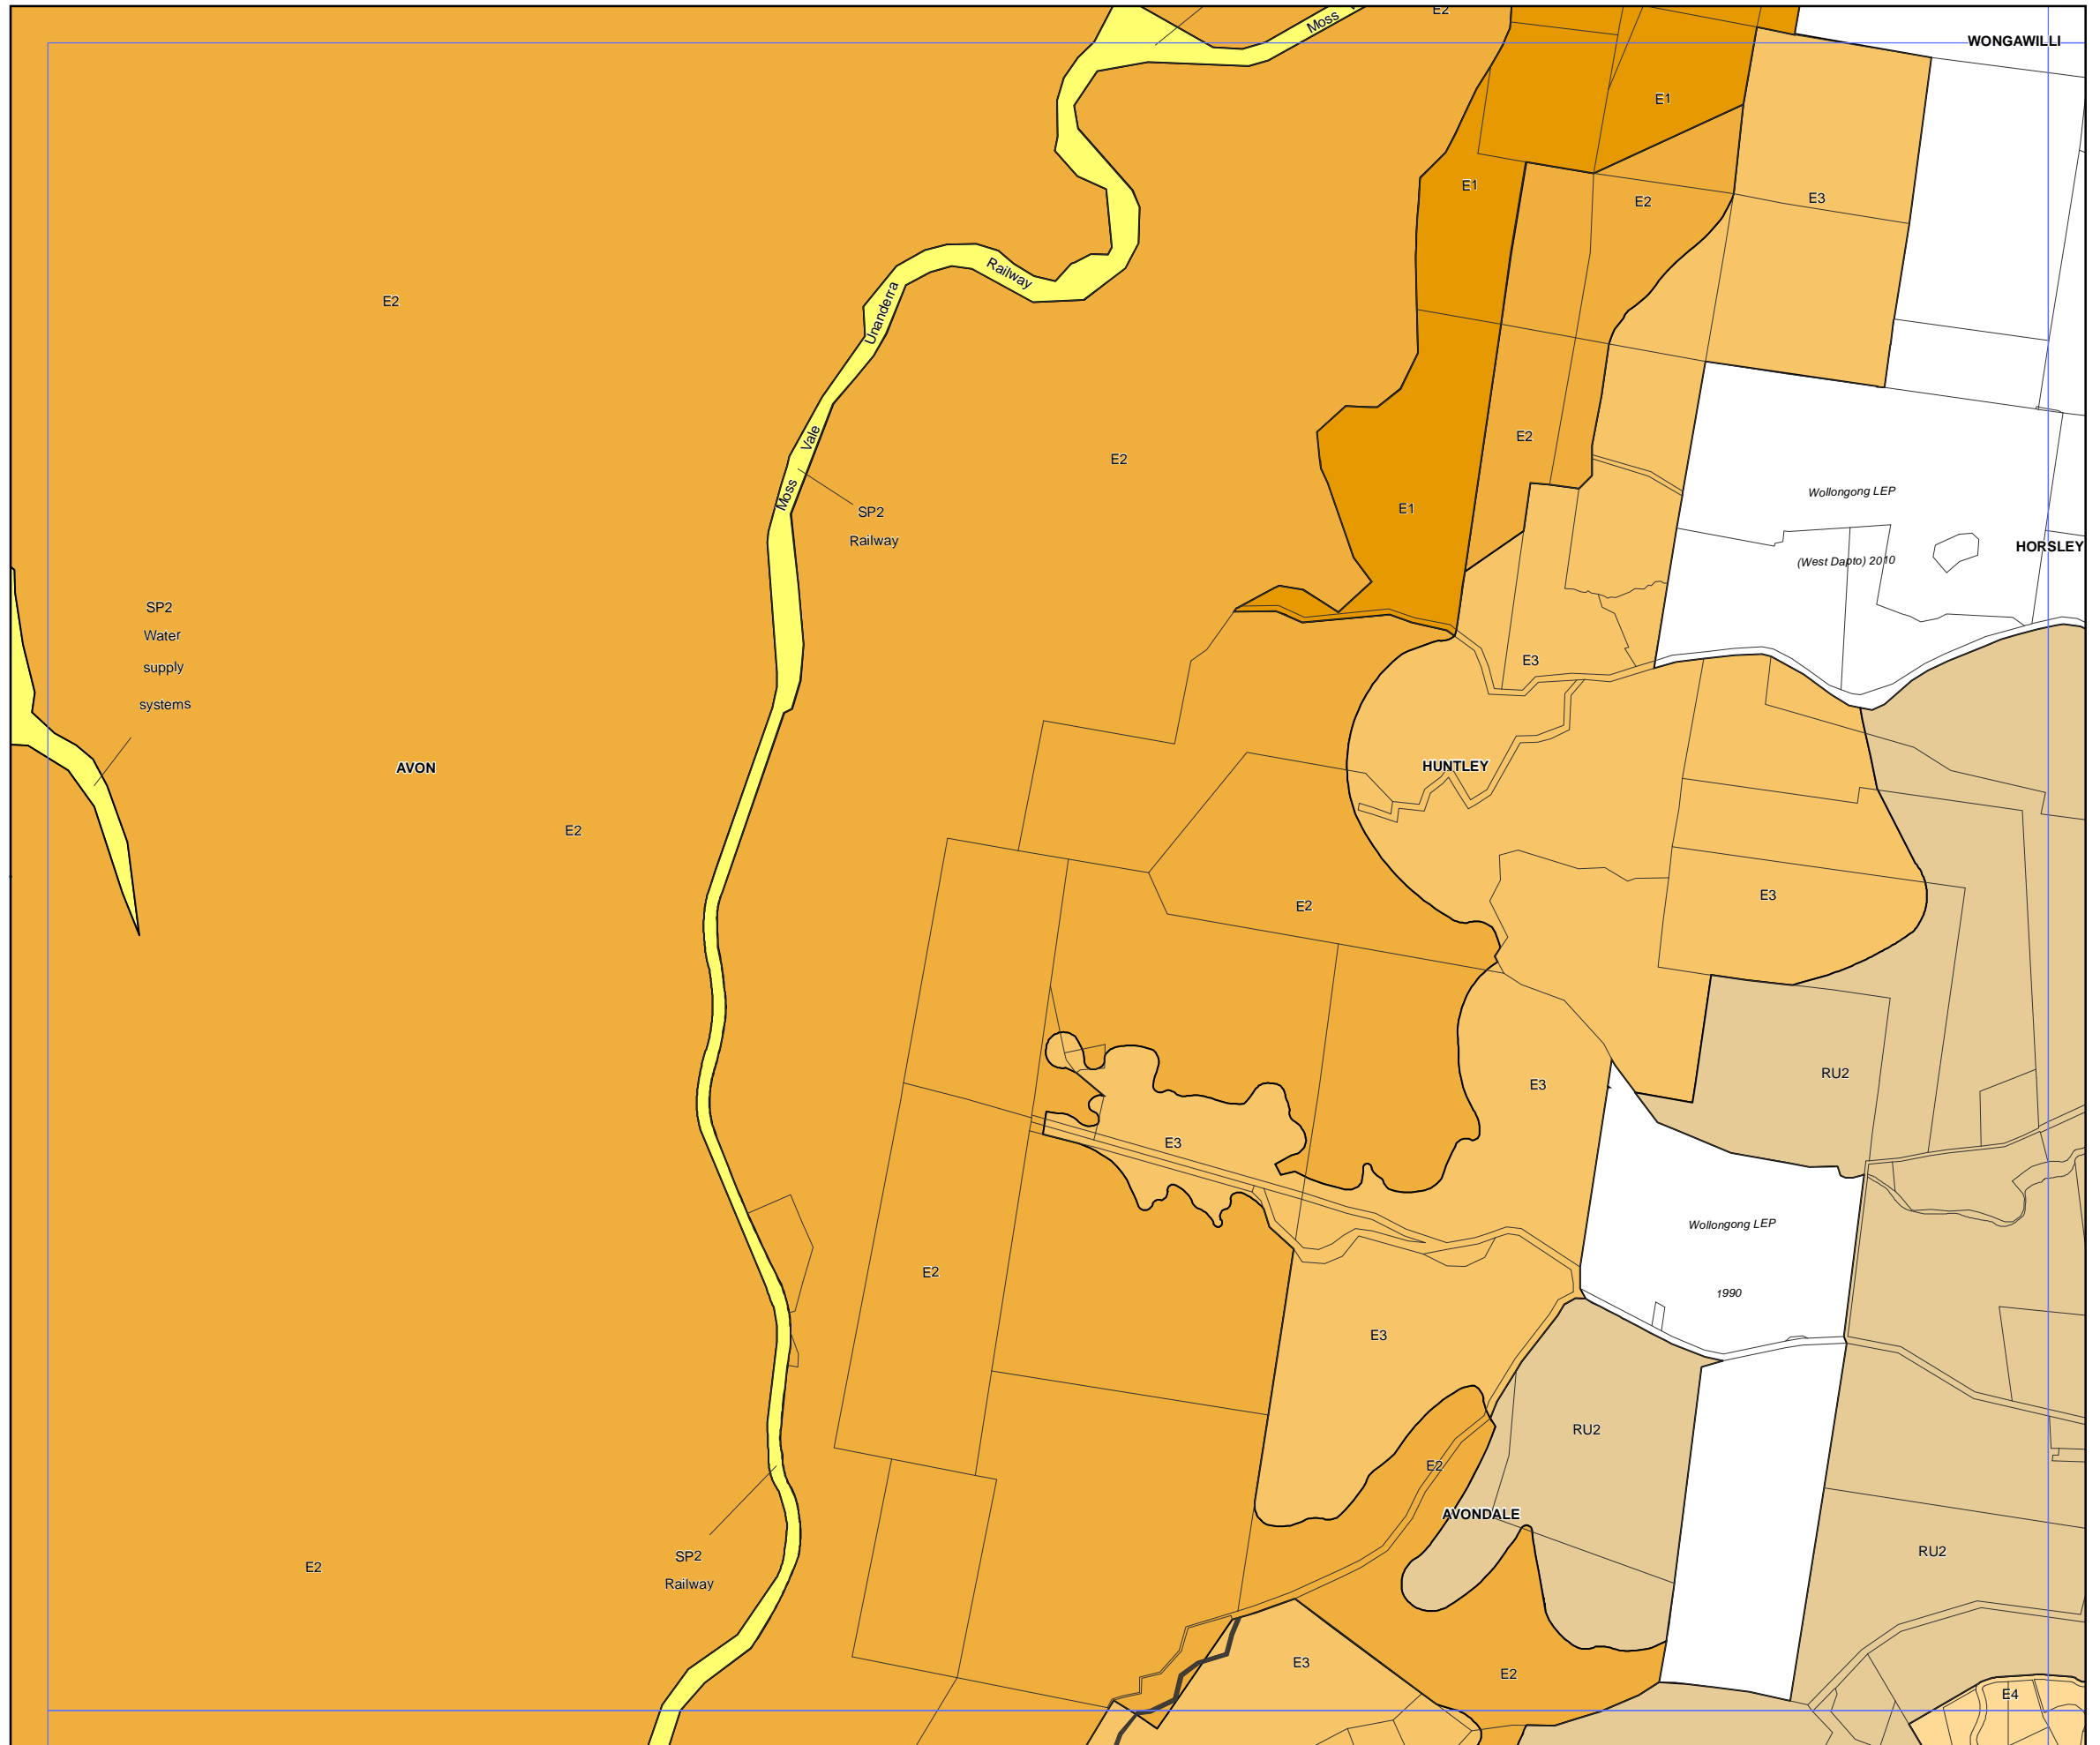 E2
Moss
WONGAWILLI
E1
E1
E2
E3
Railway
E2
Unanderra
Vale
E2
E2
Moss
Wollongong LEP
SP2
Railway
E1
HORSLEY
(West Dapto) 2010
SP2
Water
supply
systems
E3
AVON
HUNTLEY
E2
E3
E2
RU2
E3
E3
Wollongong LEP
E2
1990
E3
RU2
E2
AVONDALE
SP2
Railway
E2
RU2
E3
E2
E4